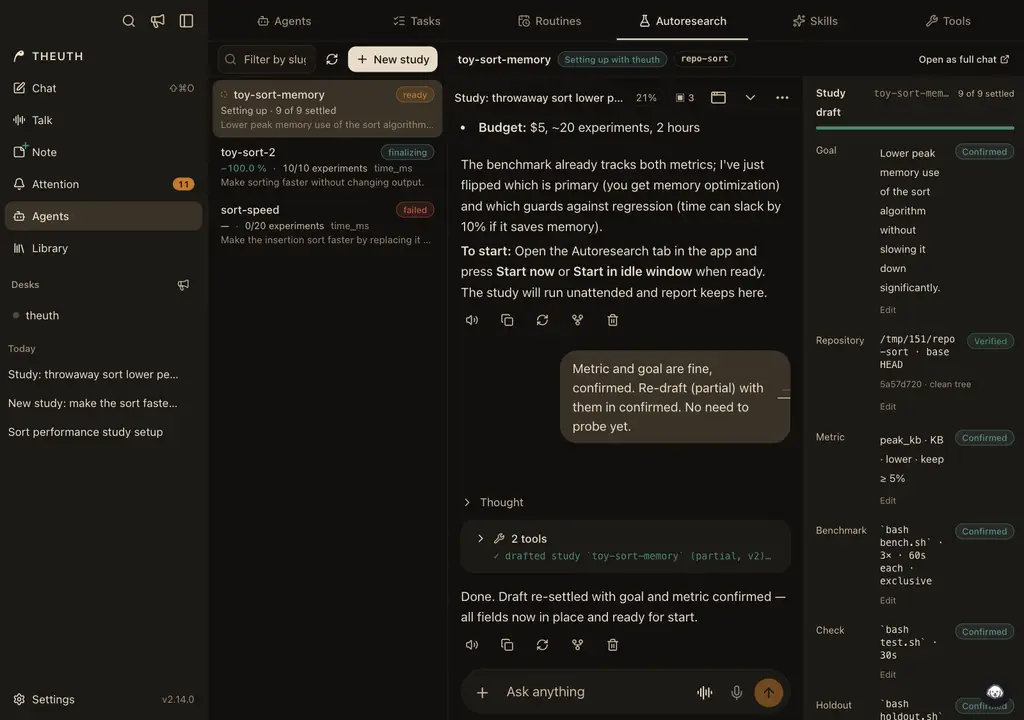 Agents
Tasks
Routines
Autoresearch
Skills
Tools
THEUTH
Chat
⇧⌘O
Talk
Note
Attention
11
Agents
Library
Desks
theuth
Today
Study: throwaway sort lower pe...
New study: make the sort faste...
Sort performance study setup
Settings
v2.14.0
Filter by slug
New study
toy-sort-memory
ready
Setting up · 9 of 9 settled
Lower peak memory use of the sort algorithm...
toy-sort-2
finalizing
−100.0 % · 10/10 experiments time_ms
Make sorting faster without changing output.
sort-speed
failed
— · 0/20 experiments time_ms
Make the insertion sort faster by replacing it ...
toy-sort-memory
Setting up with theuth
repo-sort
Open as full chat
Study: throwaway sort lower p...
21%
3
• Budget: $5, ~20 experiments, 2 hours
The benchmark already tracks both metrics; I've just
flipped which is primary (you get memory optimization)
and which guards against regression (time can slack by
10% if it saves memory).
To start: Open the Autoresearch tab in the app and
press Start now or Start in idle window when ready.
The study will run unattended and report keeps here.
Metric and goal are fine,
confirmed. Re-draft (partial) with
them in confirmed. No need to
probe yet.
Thought
2 tools
✓ drafted study `toy-sort-memory` (partial, v2)…
Done. Draft re-settled with goal and metric confirmed —
all fields now in place and ready for start.
Ask anything
Study
draft
toy-sort-mem…
9 of 9 settled
Goal
Lower peak
memory use
of the sort
algorithm
without
slowing it
down
significantly.
Confirmed
Edit
Repository
/tmp/151/repo
-sort · base
HEAD
Verified
5a57d720 · clean tree
Edit
Metric
peak_kb · KB
· lower · keep
≥ 5%
Confirmed
Edit
Benchmark
`bash
bench.sh` ·
3× · 60s
each ·
exclusive
Confirmed
Edit
Check
`bash
test.sh` ·
30s
Confirmed
Edit
Holdout
`bash
holdout.sh`
Confirmed